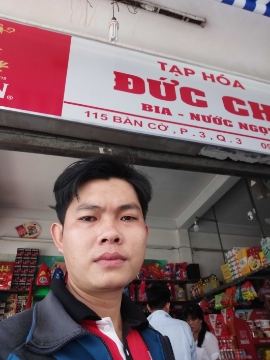 TẠP HÓA
ĐỨC CH
BIA - NƯỚC NGỌ
115 BÀN CỜ , P . 3 , Q . 3